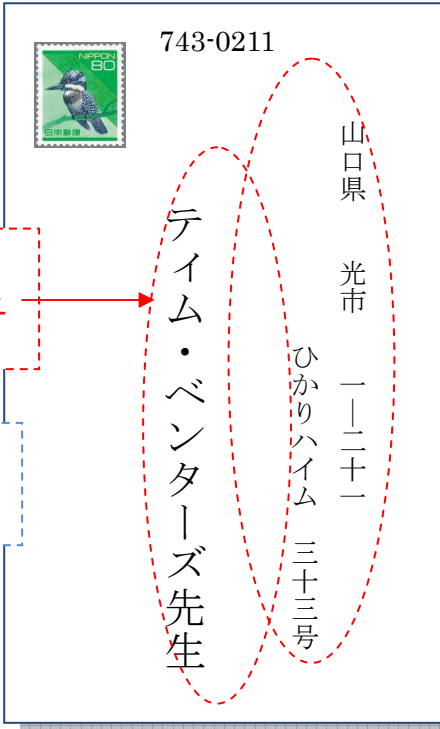 743-0211
NIPPON
80
日本郵便
山口県 光市 一―二十一
ひかりハイム 三十三号
ティム・ベンターズ先生